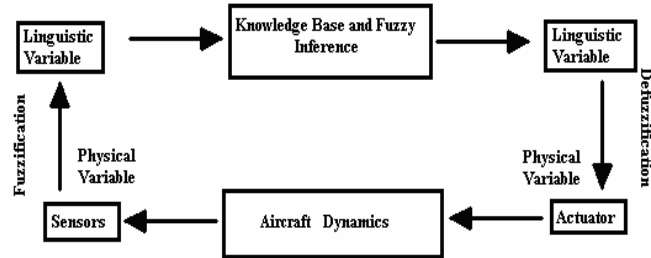 Linguistic
Variable
Knowledge Base and Fuzzy
Inference
Linguistic
Variable
Fuzzification
Defuzzification
Physical
Variable
Physical
Variable
Sensors
Aircraft Dynamics
Actuator